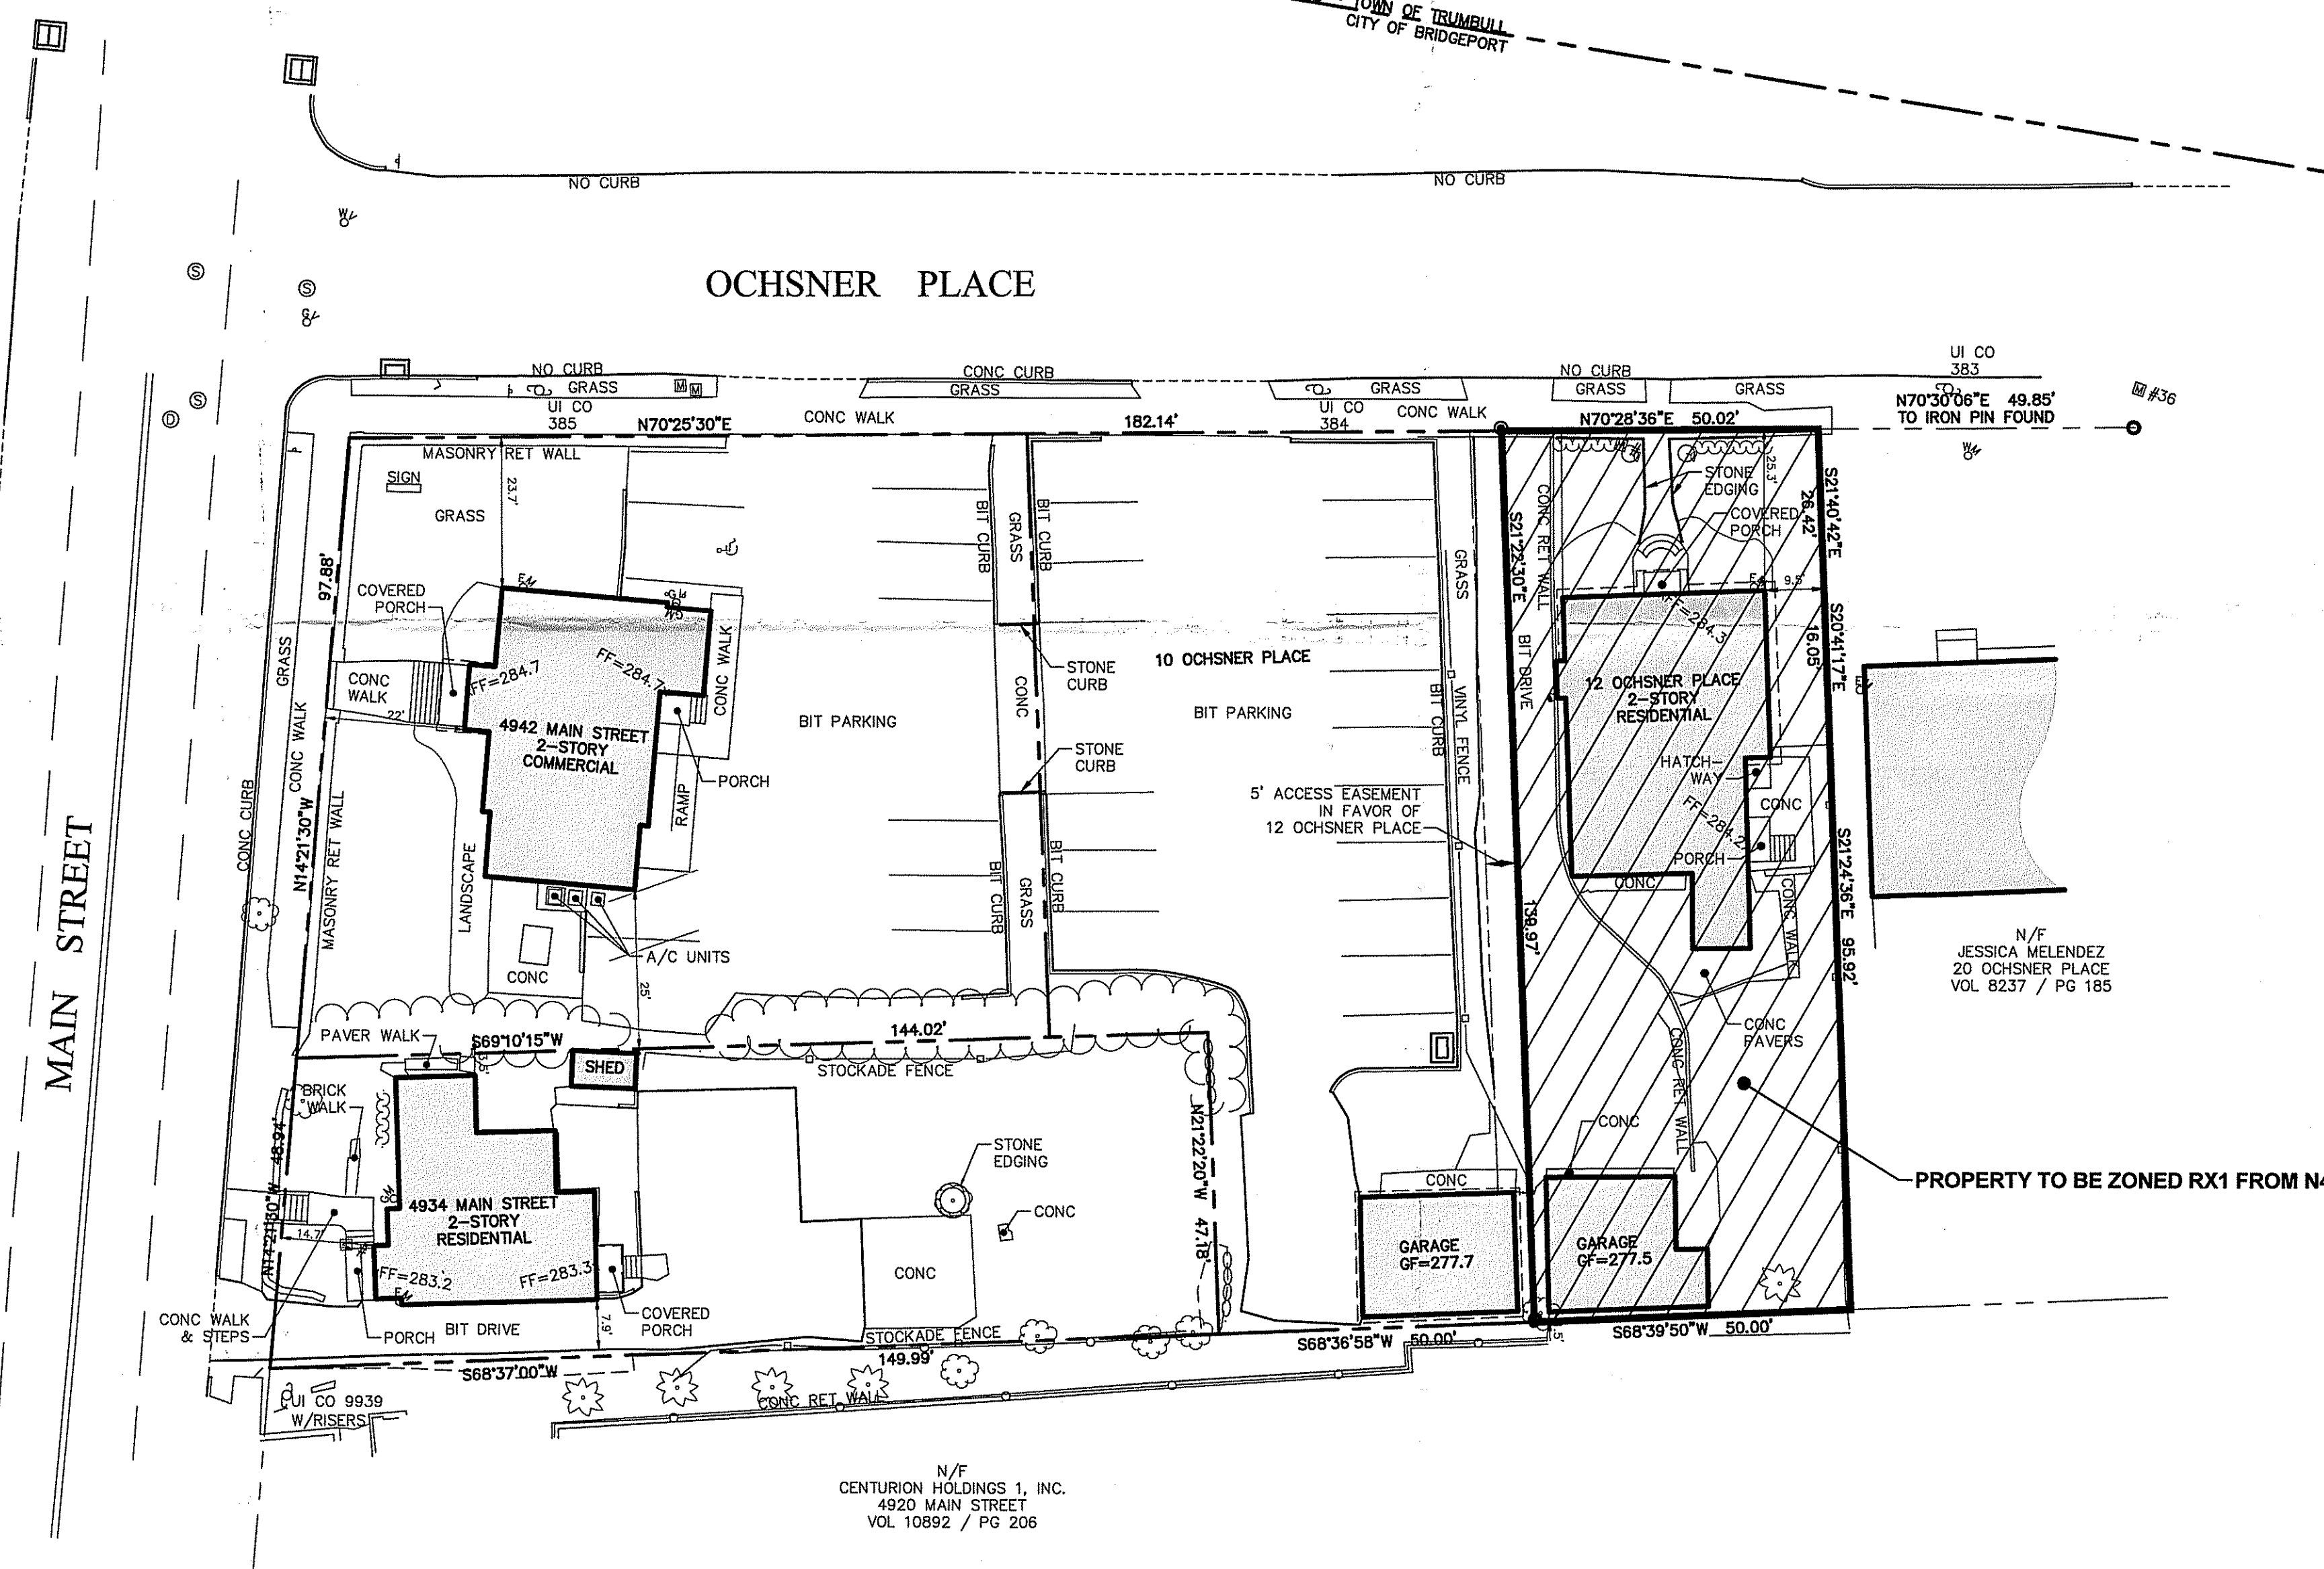 TOWN OF TRUMBULL
CITY OF BRIDGEPORT
NO CURB
NO CURB
OCHSNER PLACE
MAIN STREET
NO CURB
GRASS
UI CO
385
N70°25'30"E
CONC WALK
CONC CURB
GRASS
182.14'
UI CO
384
GRASS
CONC WALK
NO CURB
GRASS
GRASS
N70°28'36"E 50.02'
UI CO
383
N70°30'06"E 49.85'
TO IRON PIN FOUND
#36
MASONRY RET WALL
SIGN
GRASS
23.7'
97.88'
COVERED
PORCH
GRASS
CONC
WALK
22'
FF=284.7
FF=284.7
4942 MAIN STREET
2-STORY
COMMERCIAL
CONC WALK
PORCH
RAMP
CONC CURB
CONC WALK
N14°21'30"W
MASONRY RET WALL
LANDSCAPE
A/C UNITS
CONC
25'
BIT PARKING
BIT CURB
GRASS
BIT CURB
STONE
CURB
CONC
STONE
CURB
BIT CURB
GRASS
BIT CURB
10 OCHSNER PLACE
BIT PARKING
GRASS
VINYL FENCE
BIT CURB
5' ACCESS EASEMENT
IN FAVOR OF
12 OCHSNER PLACE
S21°22'30"E
139.97'
CONC RET WALL
BIT DRIVE
STONE
EDGING
25.3'
COVERED
PORCH
9.5'
FF=284.3
12 OCHSNER PLACE
2-STORY
RESIDENTIAL
HATCH-
WAY
CONC
FF=284.2
PORCH
CONC
CONC WALK
S21°40'42"E
26.42'
S20°41'17"E
16.05'
S21°24'36"E 95.92'
CONC
PAVERS
CONC RET WALL
CONC
N/F
JESSICA MELENDEZ
20 OCHSNER PLACE
VOL 8237 / PG 185
PROPERTY TO BE ZONED RX1 FROM N4
PAVER WALK
S69°10'15"W
144.02'
SHED
STOCKADE FENCE
BRICK
WALK
48.94'
N14°21'30"W
14.7'
4934 MAIN STREET
2-STORY
RESIDENTIAL
FF=283.2
FF=283.3
STONE
EDGING
CONC
CONC
N21°22'20"W 47.18'
CONC
GARAGE
GF=277.7
GARAGE
GF=277.5
CONC WALK
& STEPS
PORCH
BIT DRIVE
7.9'
COVERED
PORCH
STOCKADE FENCE
149.99'
S68°37'00"W
S68°36'58"W 50.00'
S68°39'50"W 50.00'
UI CO 9939
W/RISERS
CONC RET WALL
N/F
CENTURION HOLDINGS 1, INC.
4920 MAIN STREET
VOL 10892 / PG 206